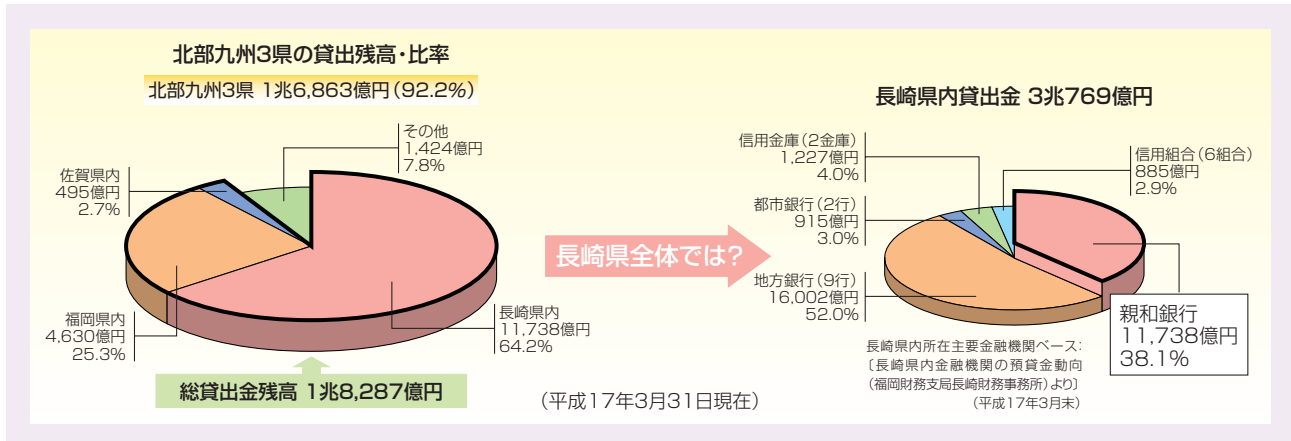 北部九州3県の貸出残高・比率
北部九州3県 1兆6,863億円(92.2%)
その他
1,424億円
7.8%
佐賀県内
495億円
2.7%
福岡県内
4,630億円
25.3%
長崎県内
11,738億円
64.2%
総貸出金残高 1兆8,287億円
長崎県全体では?
(平成17年3月31日現在)
長崎県内貸出金 3兆769億円
信用金庫(2金庫)
1,227億円
4.0%
信用組合(6組合)
885億円
2.9%
都市銀行(2行)
915億円
3.0%
地方銀行(9行)
16,002億円
52.0%
親和銀行
11,738億円
38.1%
長崎県内所在主要金融機関ベース:
〔長崎県内金融機関の預貸金動向
(福岡財務支局長崎財務事務所)より〕
(平成17年3月末)